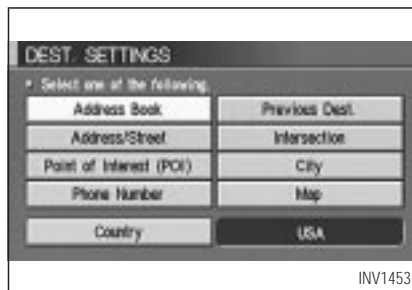 DEST. SETTINGS
• Select one of the following.
Address Book Previous Dest.
Address/Street Intersection
Point of Interest (POI) City
Phone Number Map
Country USA
INV1453